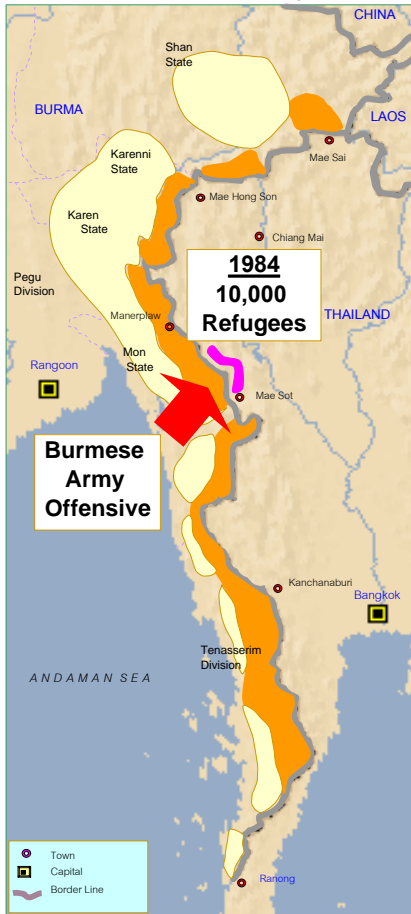 CHINA
Shan
State
BURMA
LAOS
Mae Sai
Karenni
State
Mae Hong Son
Karen
State
Chiang Mai
1984
10,000
Refugees
Pegu
Division
THAILAND
Manerplaw
Mon
State
Rangoon
Mae Sot
Burmese
Army
Offensive
Kanchanaburi
Bangkok
Tenasserim
Division
ANDAMAN SEA
Town
Capital
Border Line
Ranong